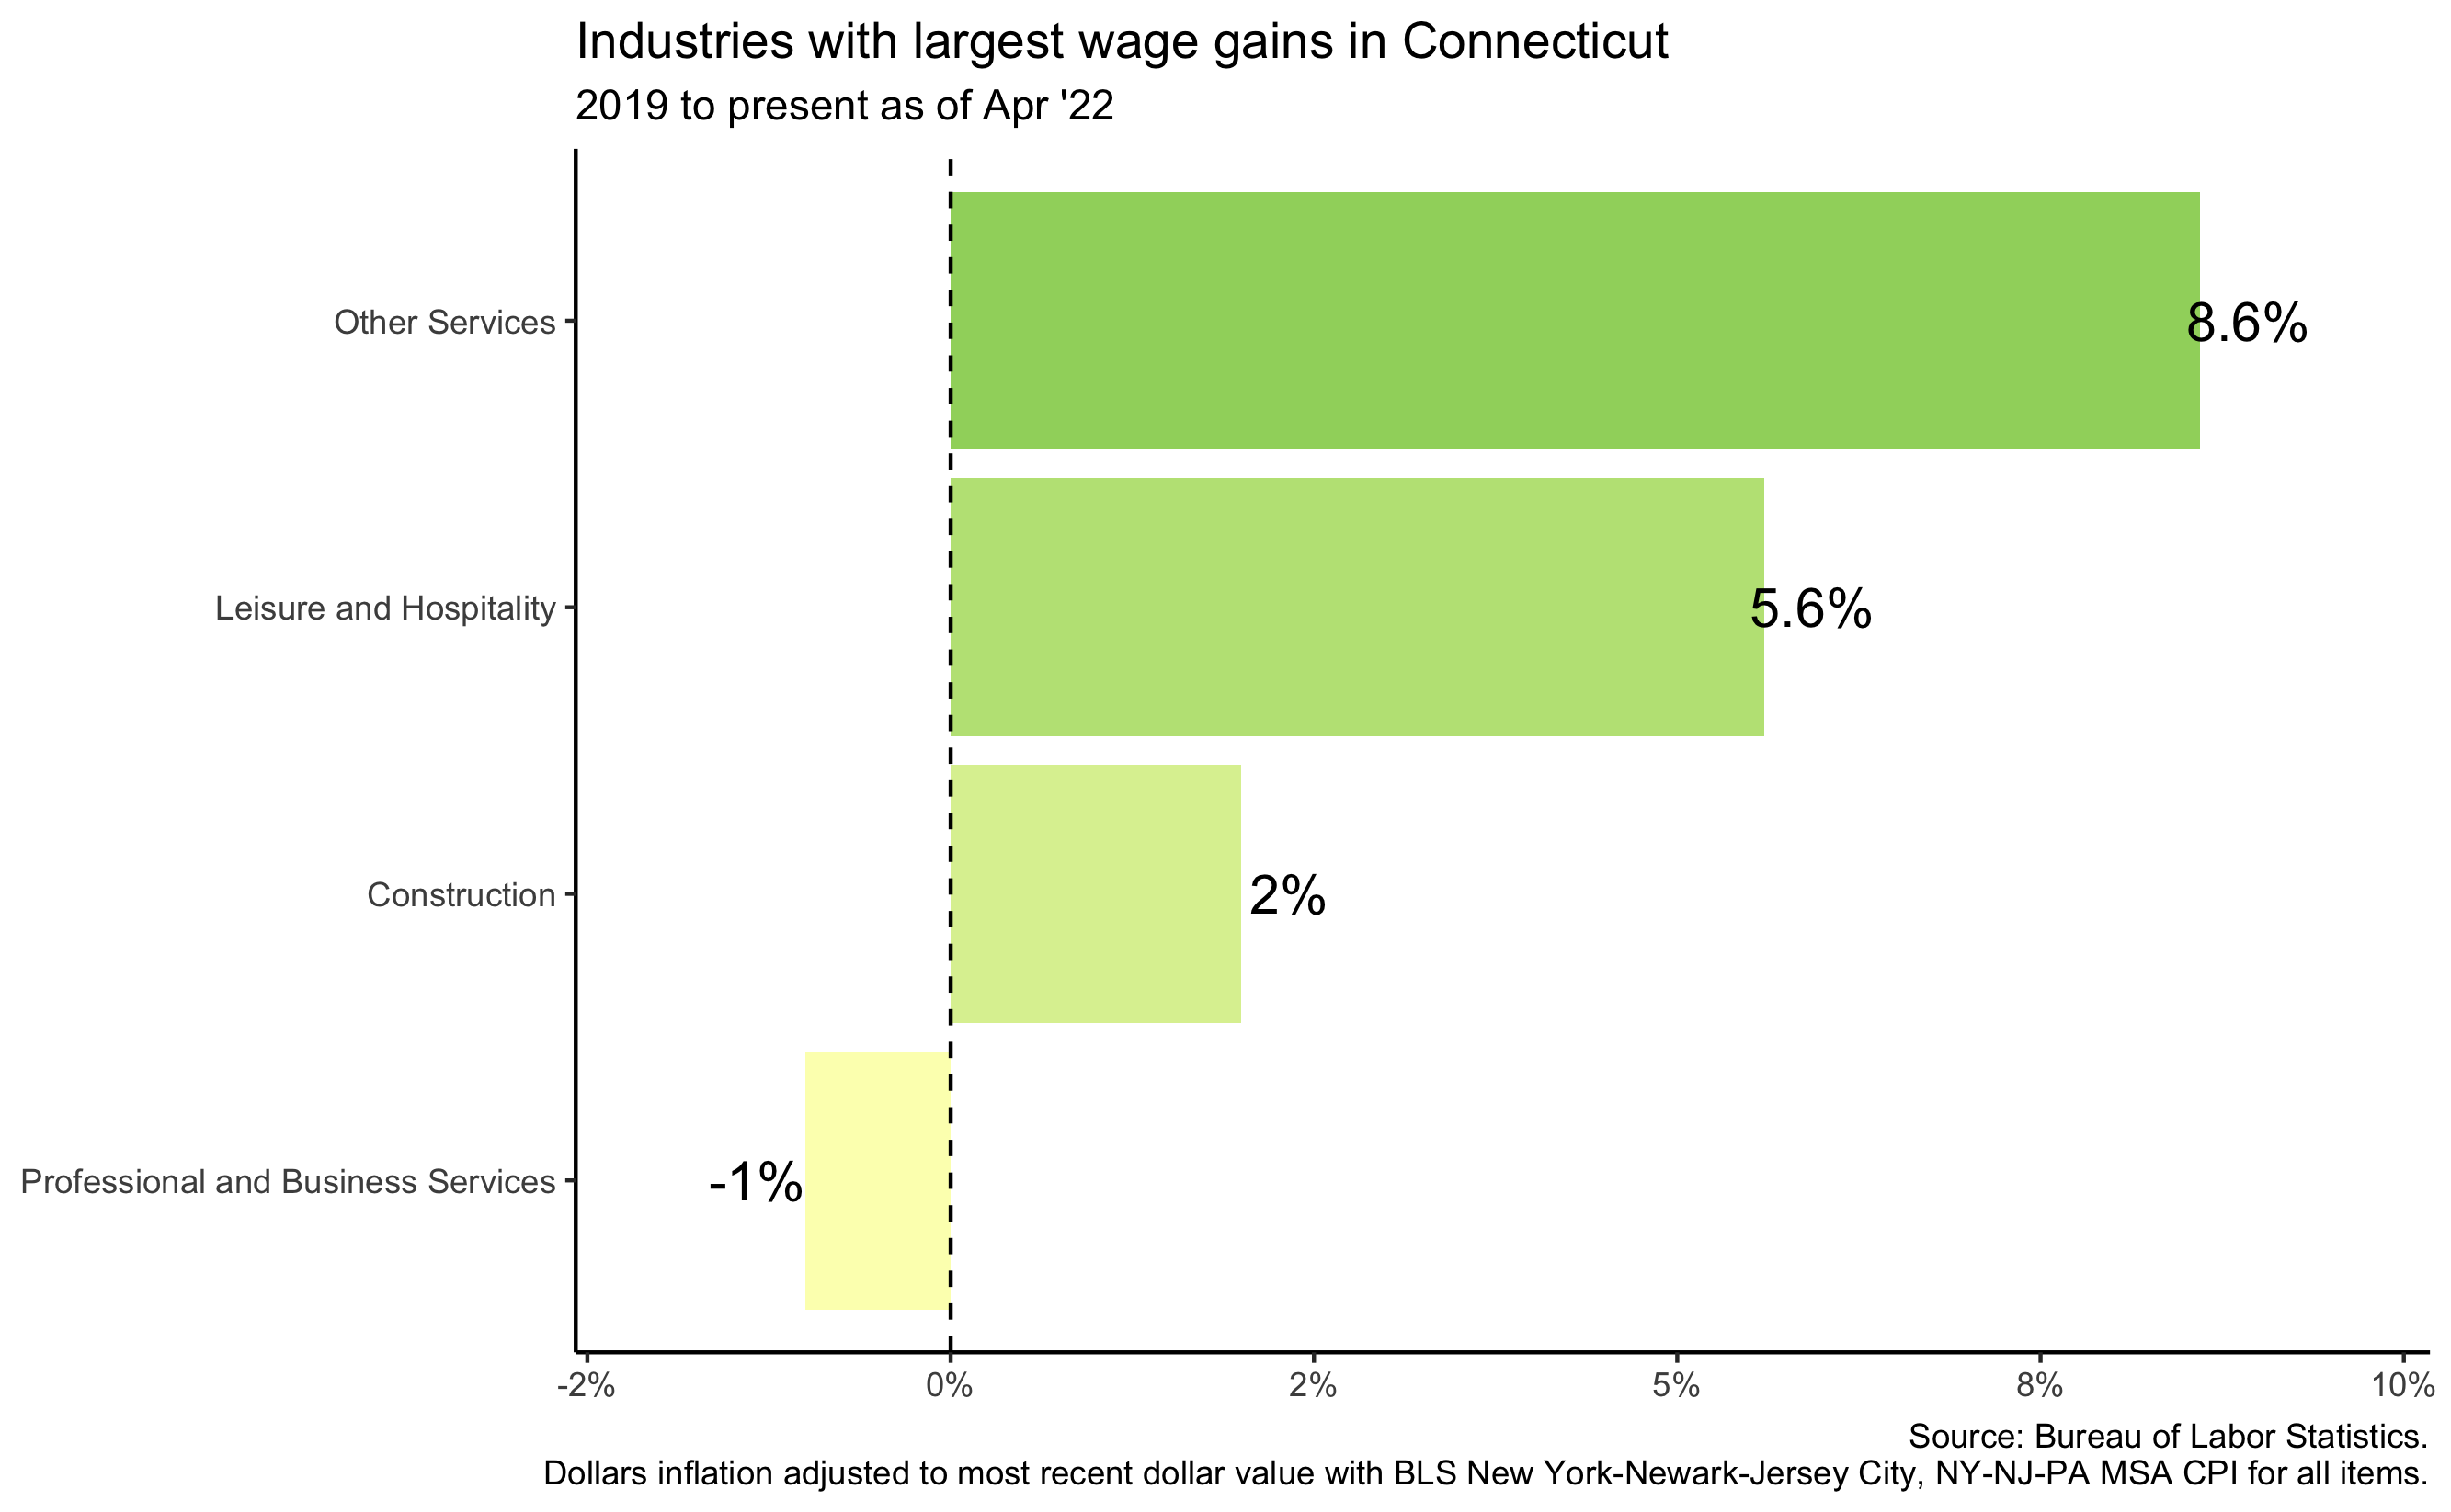 Industries with largest wage gains in Connecticut
2019 to present as of Apr '22
Other Services
8.6%
Leisure and Hospitality
5.6%
Construction
2%
Professional and Business Services
-1%
-2%
0%
2%
5%
8%
10%
Source: Bureau of Labor Statistics.
Dollars inflation adjusted to most recent dollar value with BLS New York-Newark-Jersey City, NY-NJ-PA MSA CPI for all items.